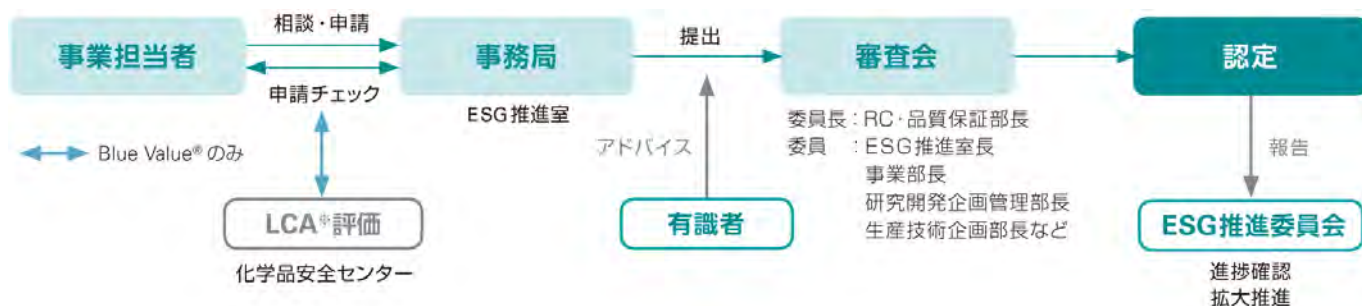 相談・申請
事業担当者
事務局
提出
審査会
認定
申請チェック
ESG推進室
Blue Value®のみ
アドバイス
委員長：RC・品質保証部長
委員　：ESG推進室長
事業部長
研究開発企画管理部長
生産技術企画部長など
報告
LCA※評価
有識者
ESG推進委員会
化学品安全センター
進捗確認
拡大推進